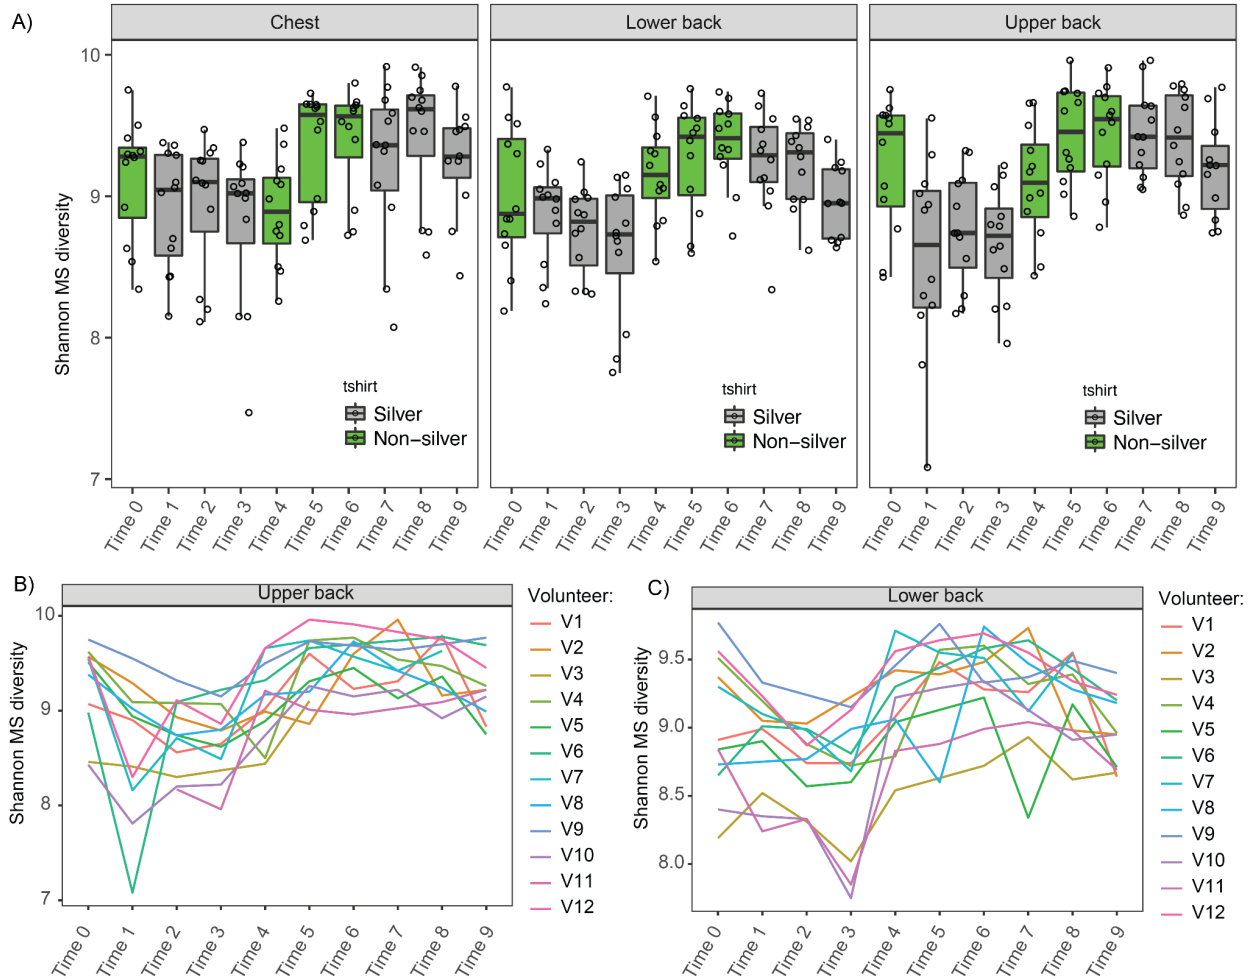 A)
Chest
Lower back
Upper back
Shannon MS diversity
10
9
8
7
tshirt
Silver
Non−silver
tshirt
Silver
Non−silver
tshirt
Silver
Non−silver
Time 0 Time 1 Time 2 Time 3 Time 4 Time 5 Time 6 Time 7 Time 8 Time 9
Time 0 Time 1 Time 2 Time 3 Time 4 Time 5 Time 6 Time 7 Time 8 Time 9
Time 0 Time 1 Time 2 Time 3 Time 4 Time 5 Time 6 Time 7 Time 8 Time 9
B)
Upper back
Shannon MS diversity
10
9
8
7
Time 0 Time 1 Time 2 Time 3 Time 4 Time 5 Time 6 Time 7 Time 8 Time 9
Volunteer:
V1
V2
V3
V4
V5
V6
V7
V8
V9
V10
V11
V12
C)
Lower back
Shannon MS diversity
9.5
9.0
8.5
8.0
Time 0 Time 1 Time 2 Time 3 Time 4 Time 5 Time 6 Time 7 Time 8 Time 9
Volunteer:
V1
V2
V3
V4
V5
V6
V7
V8
V9
V10
V11
V12